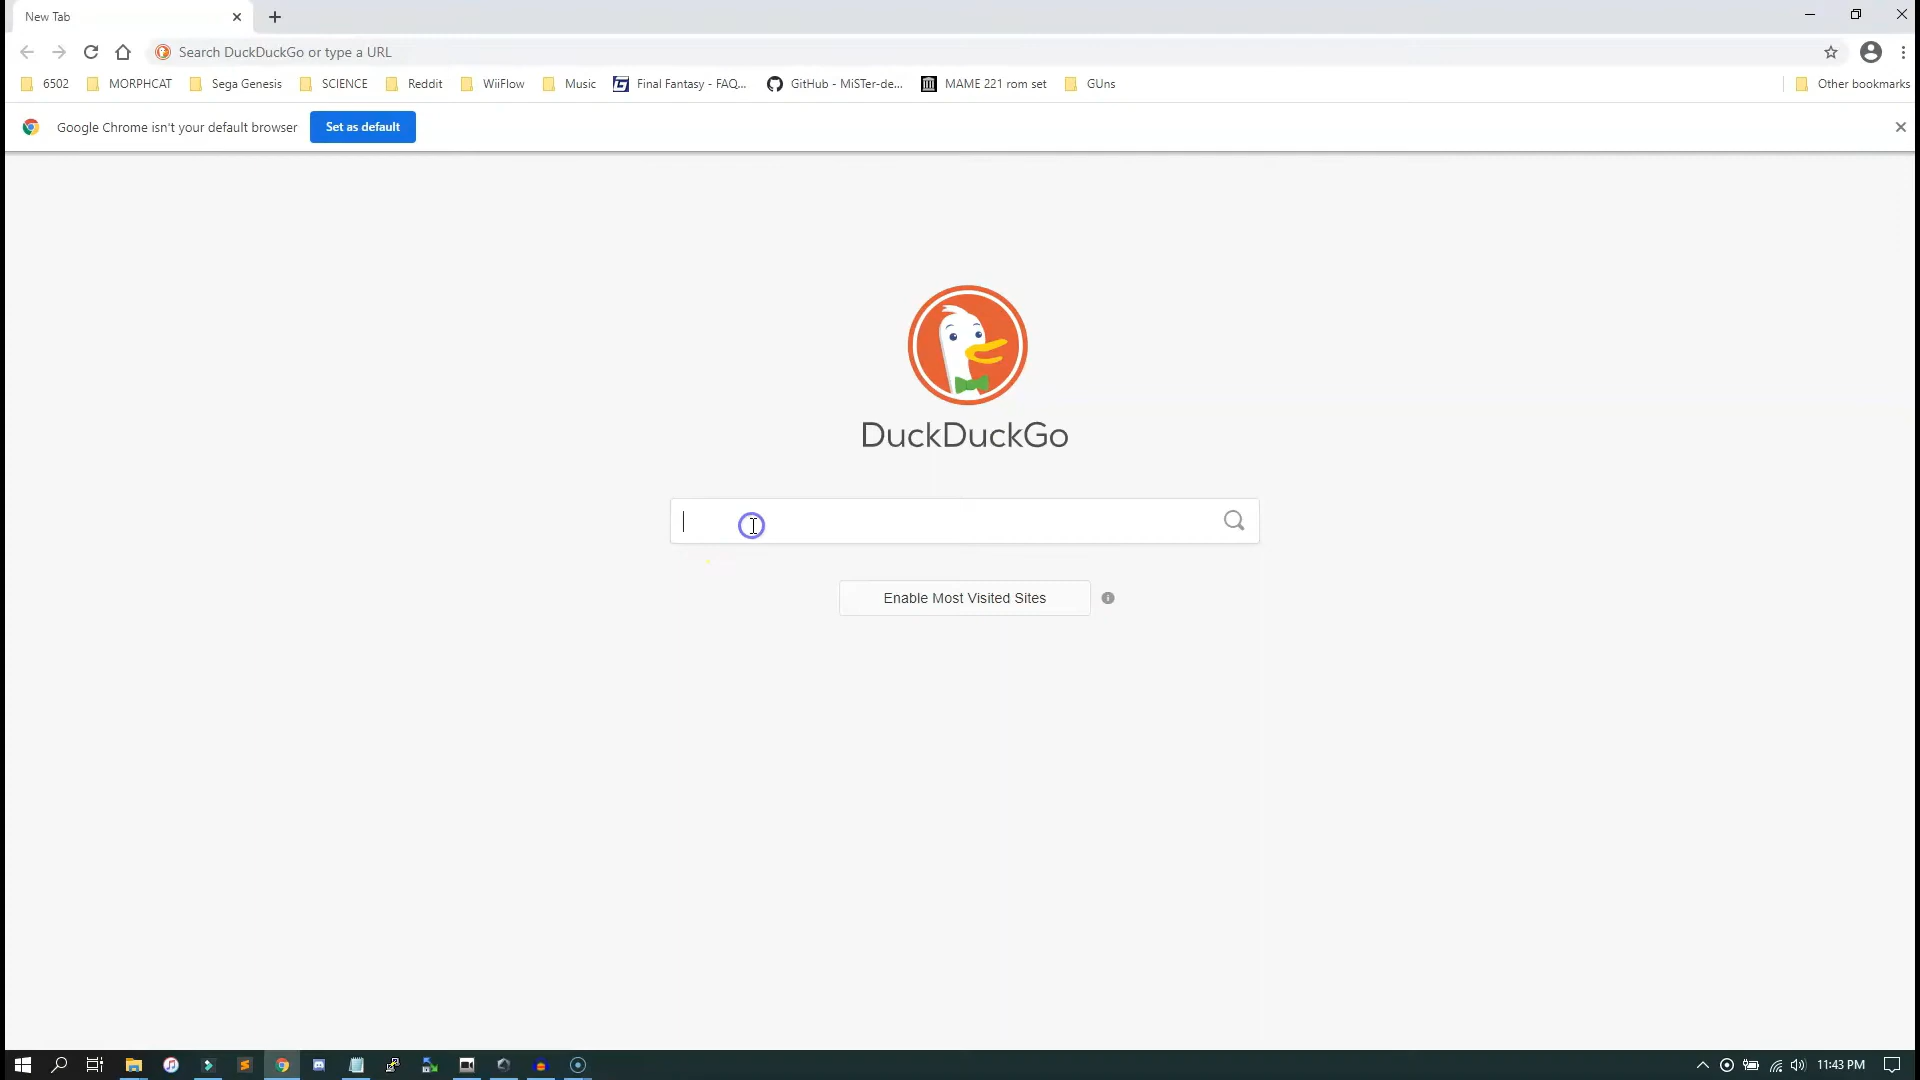 New Tab
Search DuckDuckGo or type a URL
6502 MORPHCAT Sega Genesis SCIENCE Reddit WiiFlow Music Final Fantasy - FAQ... GitHub - MiSTer-de... MAME 221 rom set GUns Other bookmarks
Google Chrome isn't your default browser Set as default
DuckDuckGo
Enable Most Visited Sites
11:43 PM